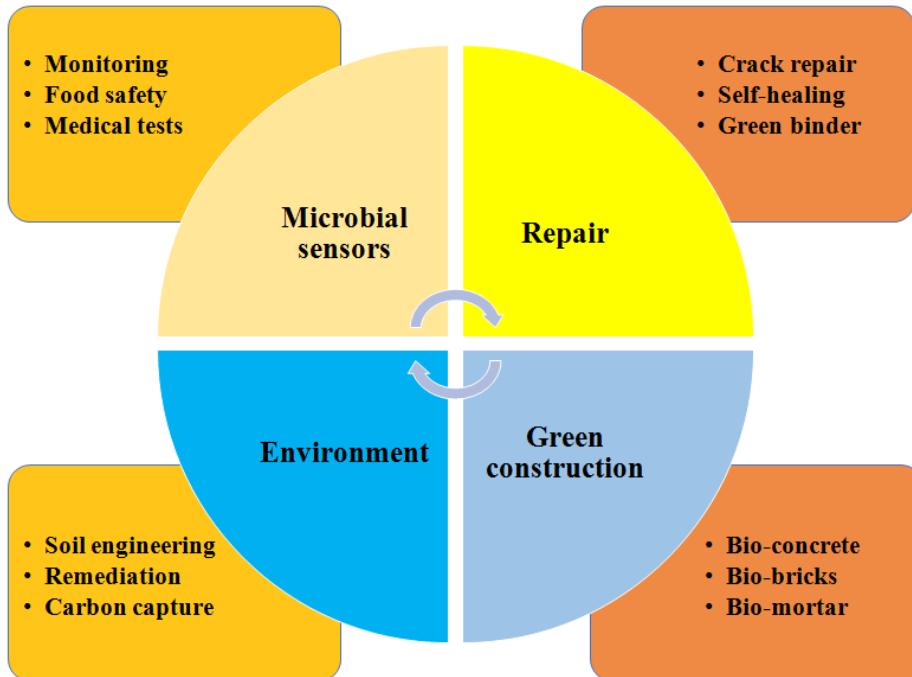 • Monitoring
• Food safety
• Medical tests
• Crack repair
• Self-healing
• Green binder
Microbial
sensors
Repair
Environment
Green
construction
• Soil engineering
• Remediation
• Carbon capture
• Bio-concrete
• Bio-bricks
• Bio-mortar